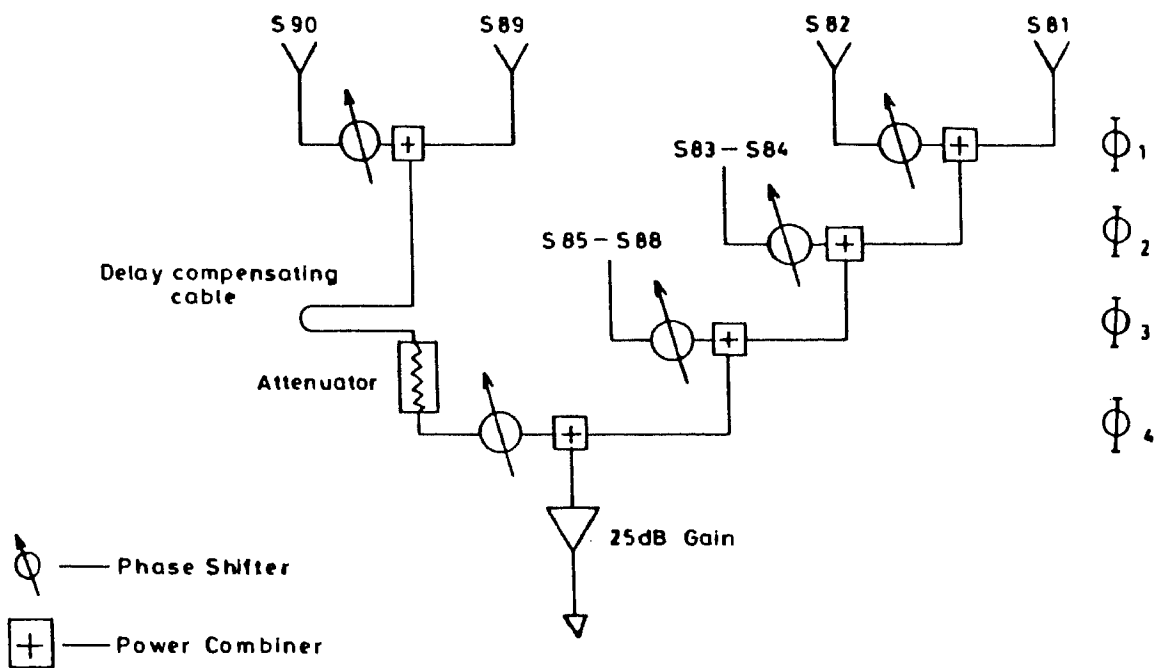 S90
S89
S82
S81
S83-S84
S85-S88
Delay compensating
cable
Attenuator
25dB Gain
Φ1
Φ2
Φ3
Φ4
Phase Shifter
+
Power Combiner